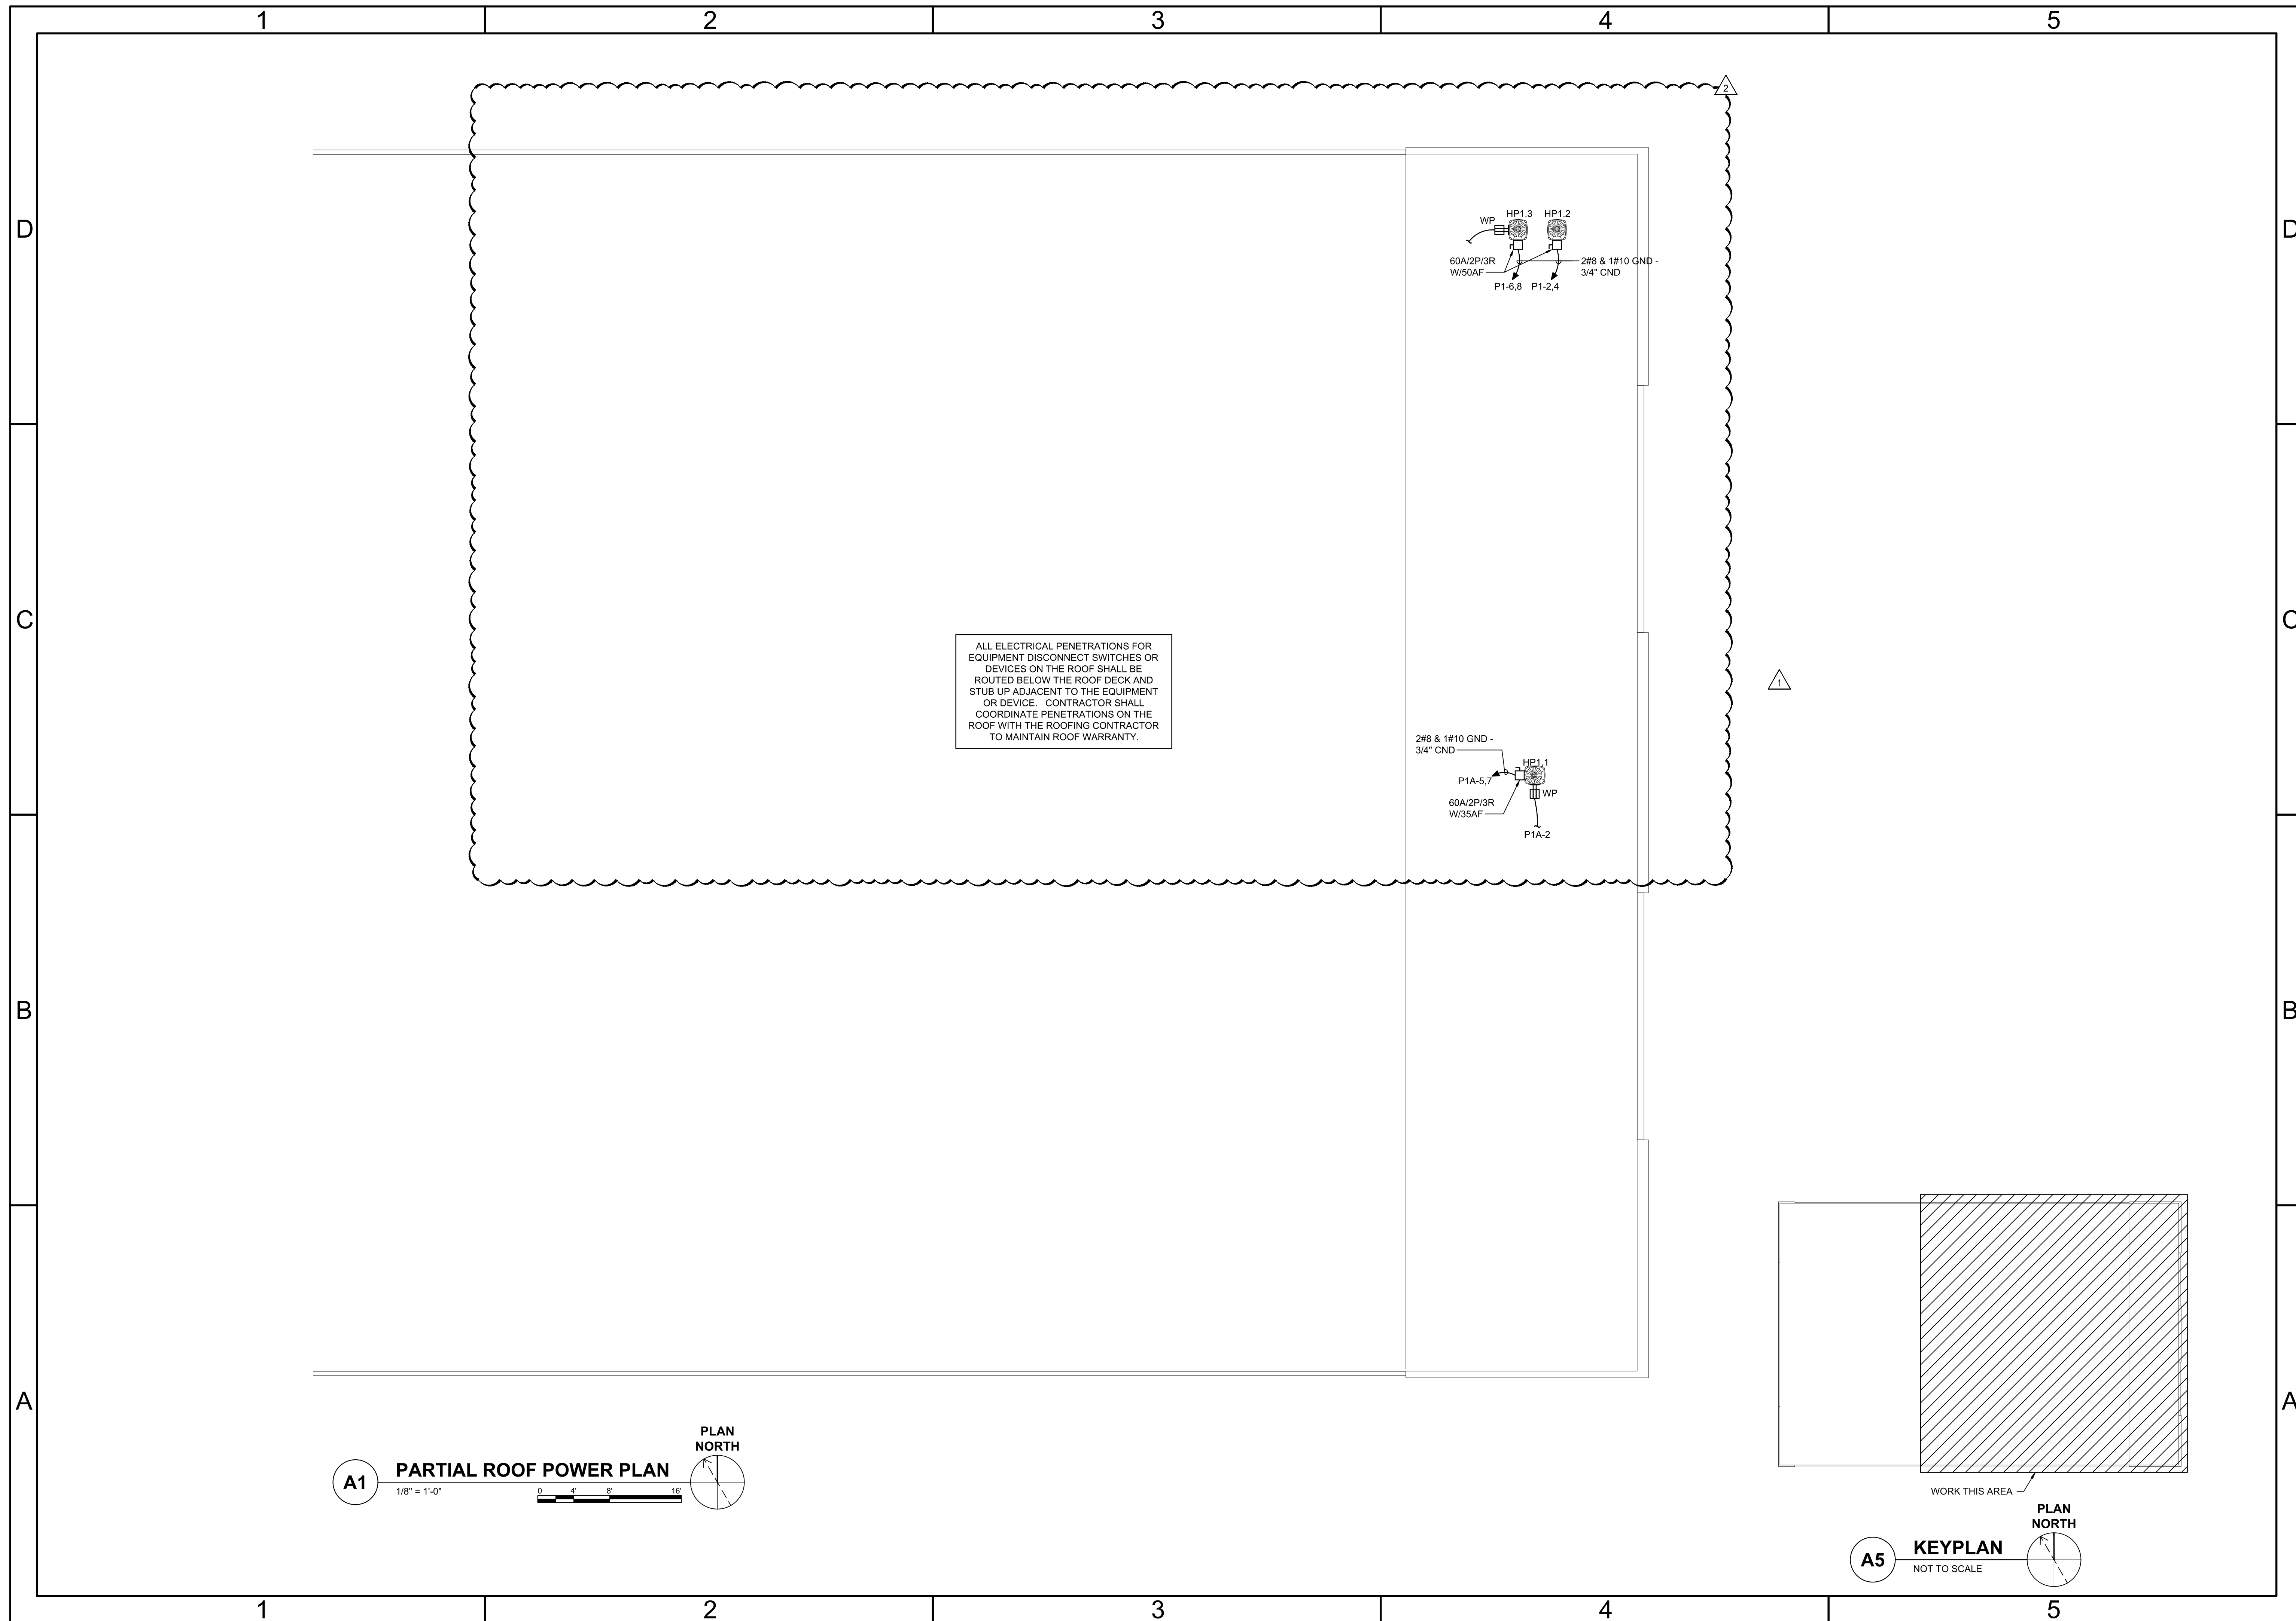 1 2 3 4 5
2
D D
HP1.3 HP1.2
WP
60A/2P/3R
W/50AF
2#8 & 1#10 GND -
3/4" CND
P1-6,8 P1-2,4
C C
ALL ELECTRICAL PENETRATIONS FOR
EQUIPMENT DISCONNECT SWITCHES OR
DEVICES ON THE ROOF SHALL BE
ROUTED BELOW THE ROOF DECK AND
STUB UP ADJACENT TO THE EQUIPMENT
OR DEVICE. CONTRACTOR SHALL
COORDINATE PENETRATIONS ON THE
ROOF WITH THE ROOFING CONTRACTOR
TO MAINTAIN ROOF WARRANTY.
1
2#8 & 1#10 GND -
3/4" CND
HP1.1
P1A-5,7
WP
60A/2P/3R
W/35AF
P1A-2
B B
A A
PLAN
NORTH
A1 PARTIAL ROOF POWER PLAN
1/8" = 1'-0" 0 4' 8' 16'
WORK THIS AREA
PLAN
NORTH
A5 KEYPLAN
NOT TO SCALE
1 2 3 4 5